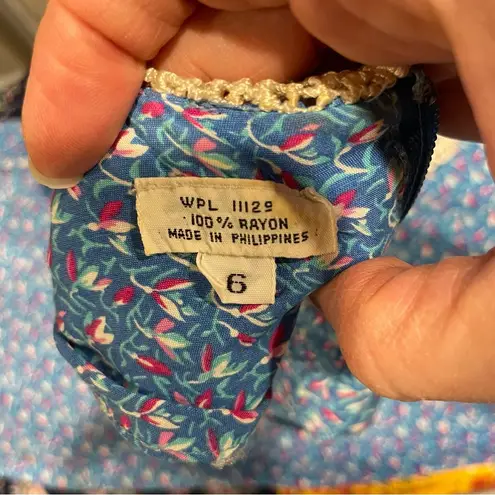 WPL 11129
100% RAYON
MADE IN PHILIPPINES
6